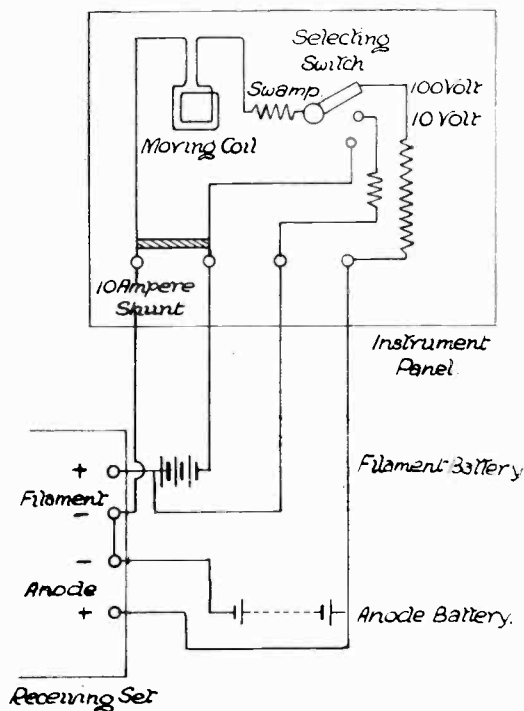 Selecting
Switch
Swamp
100 Volt
10 Volt
Moving Coil
10 Ampere
Shunt
Instrument
Panel.
+
Filament Battery
Filament
-
-
Anode
+
Anode Battery.
Receiving Set